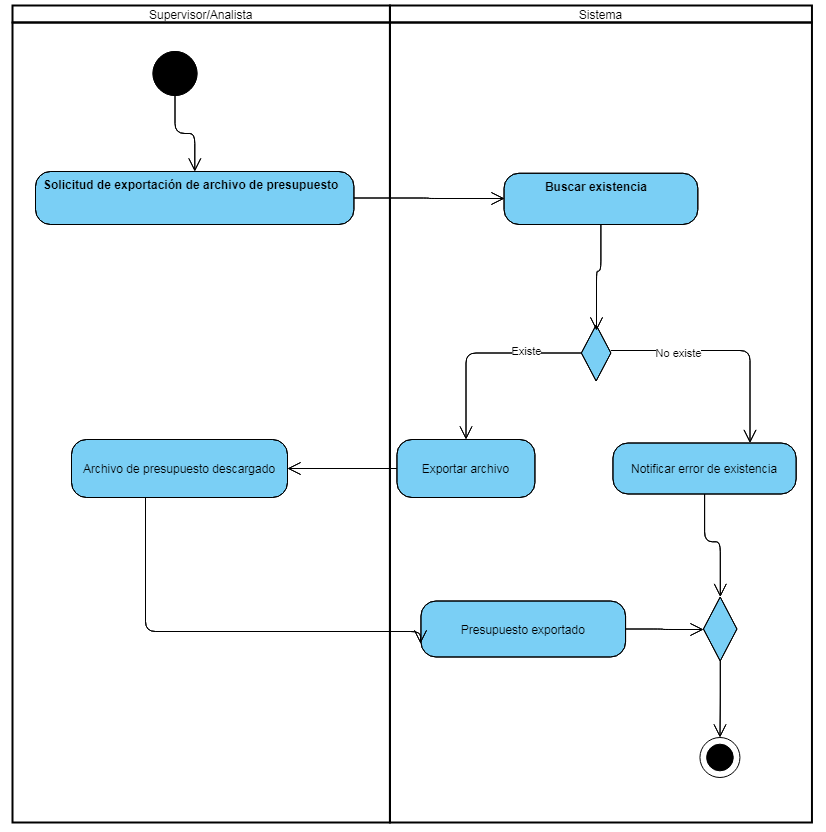 Supervisor/Analista
Sistema
Solicitud de exportación de archivo de presupuesto
Buscar existencia
Existe
No existe
Archivo de presupuesto descargado
Exportar archivo
Notificar error de existencia
Presupuesto exportado